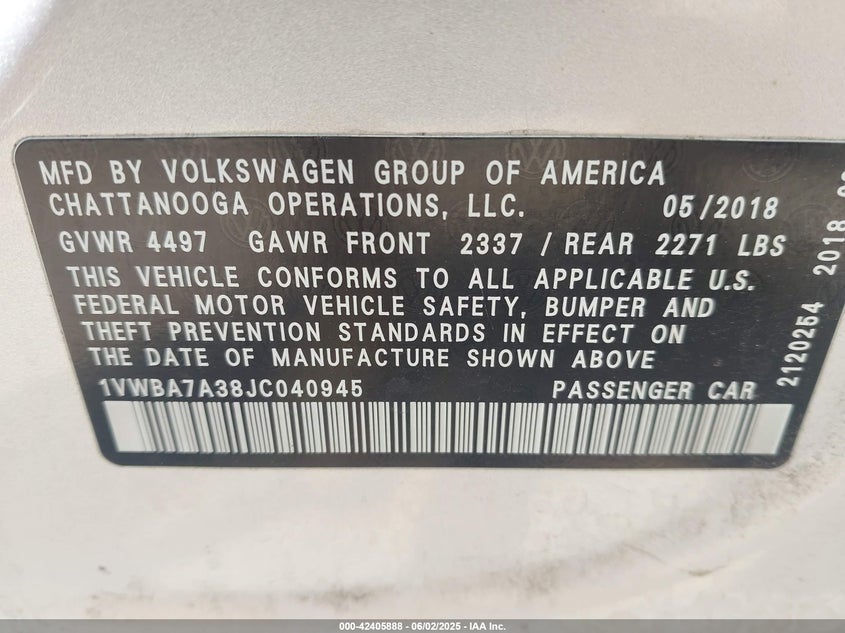 MFD BY VOLKSWAGEN GROUP OF AMERICA
CHATTANOOGA OPERATIONS, LLC. 05/2018
GVWR 4497 GAWR FRONT 2337 / REAR 2271 LBS
THIS VEHICLE CONFORMS TO ALL APPLICABLE U.S.
FEDERAL MOTOR VEHICLE SAFETY, BUMPER AND
THEFT PREVENTION STANDARDS IN EFFECT ON
THE DATE OF MANUFACTURE SHOWN ABOVE
1VWBA7A38JC040945 PASSENGER CAR
2120254 2018
000-42405888 - 06/02/2025 - IAA Inc.